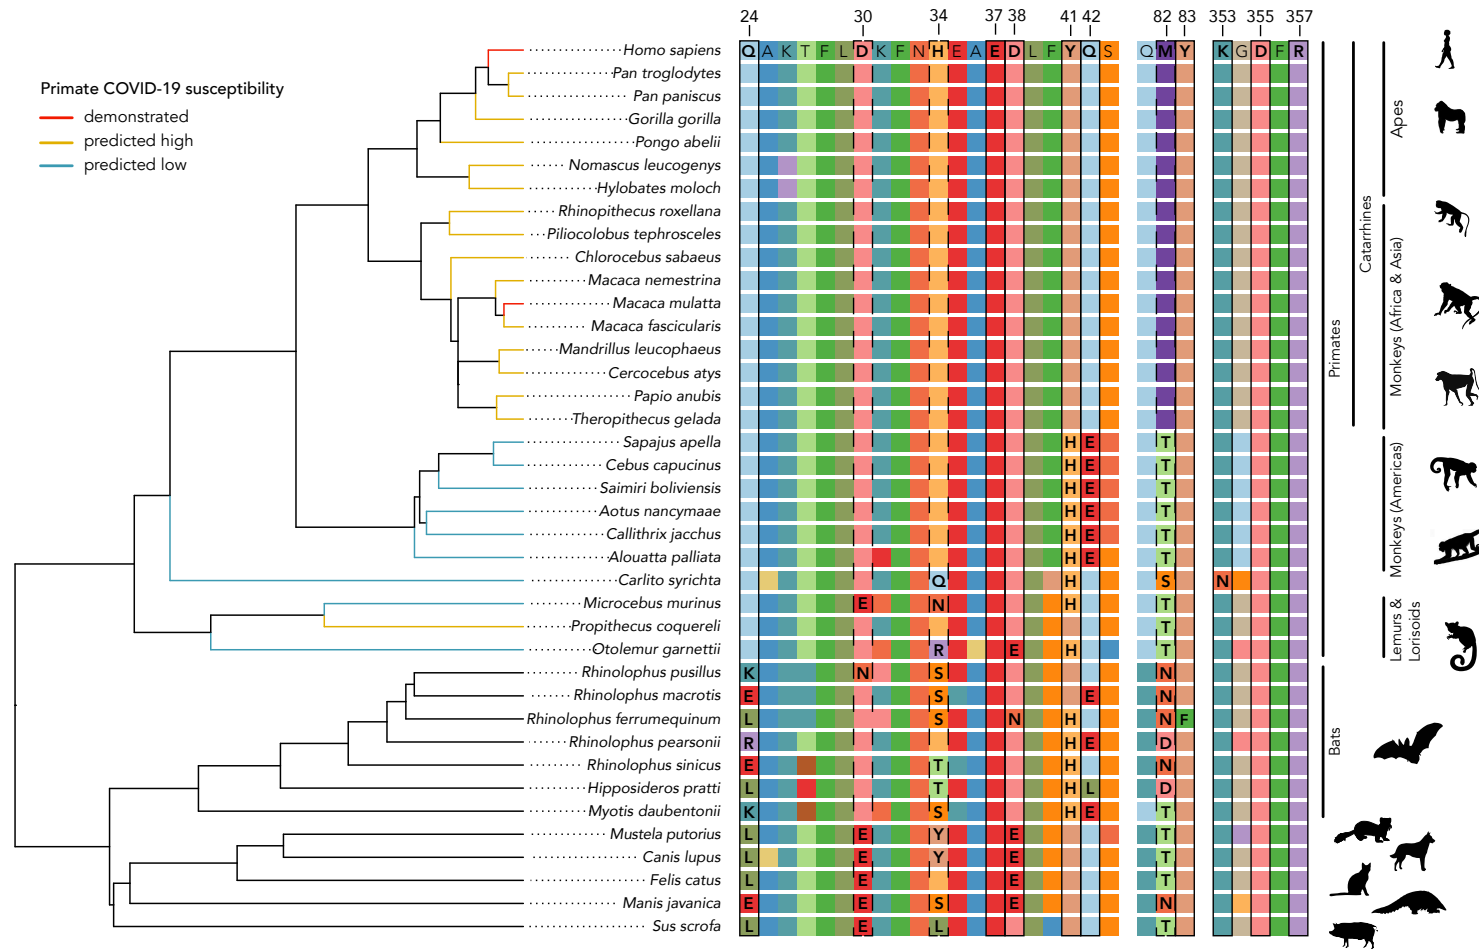 24 30 34 37 38 41 42 82 83 353 355 357
Primate COVID-19 susceptibility
demonstrated
predicted high
predicted low
Homo sapiens Q A K T F L D K F N H E A E D L F Y Q S Q M Y K G D F R
Pan troglodytes
Pan paniscus
Gorilla gorilla
Pongo abelii
Nomascus leucogenys
Hylobates moloch
Rhinopithecus roxellana
Piliocolobus tephrosceles
Chlorocebus sabaeus
Macaca nemestrina
Macaca mulatta
Macaca fascicularis
Mandrillus leucophaeus
Cercocebus atys
Papio anubis
Theropithecus gelada
Sapajus apella H E T
Cebus capucinus H E T
Saimiri boliviensis H E T
Aotus nancymaae H E T
Callithrix jacchus H E T
Alouatta palliata H E T
Carlito syrichta Q H S N
Microcebus murinus E N H T
Propithecus coquereli T
Otolemur garnettii R E H T
Rhinolophus pusillus K N S N
Rhinolophus macrotis E S E N
Rhinolophus ferrumequinum L S N H N F
Rhinolophus pearsonii R H E D
Rhinolophus sinicus E T H N
Hipposideros pratti L T H L D
Myotis daubentonii K S H E T
Mustela putorius L E Y E T
Canis lupus L E Y E T
Felis catus L E E T
Manis javanica E E S E N
Sus scrofa L E L T
Primates
Bats
Catarrhines
Apes
Monkeys (Africa & Asia)
Monkeys (Americas)
Lemurs &
Lorisoids